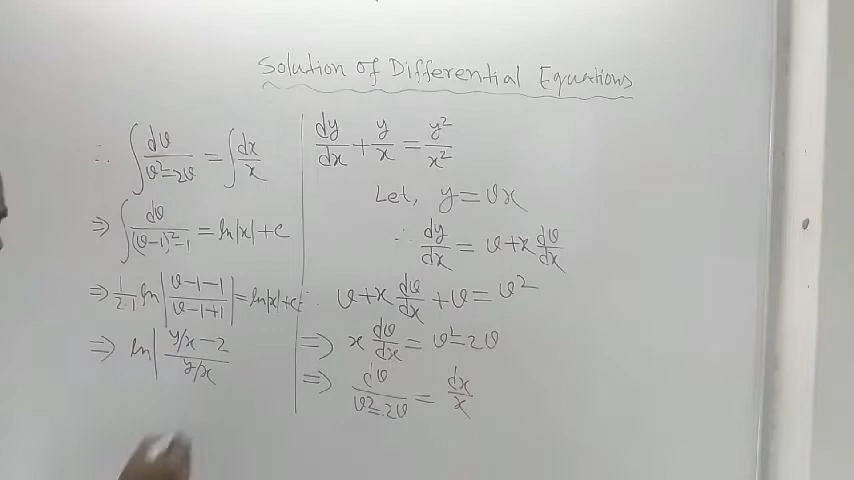 Solution of Differential Equations
dy/dx + y/x = y²/x²
Let, y = vx
∴ dy/dx = v + x dv/dx
∴ v + x dv/dx + v = v²
⇒ x dv/dx = v² - 2v
⇒ dv/(v² - 2v) = dx/x
∴ ∫ dv/(v² - 2v) = ∫ dx/x
⇒ ∫ dv/((v-1)² - 1) = ln|x| + c
⇒ 1/2·1 ln|(v-1-1)/(v-1+1)| = ln|x| + c
⇒ ln| (y/x - 2)/(y/x)